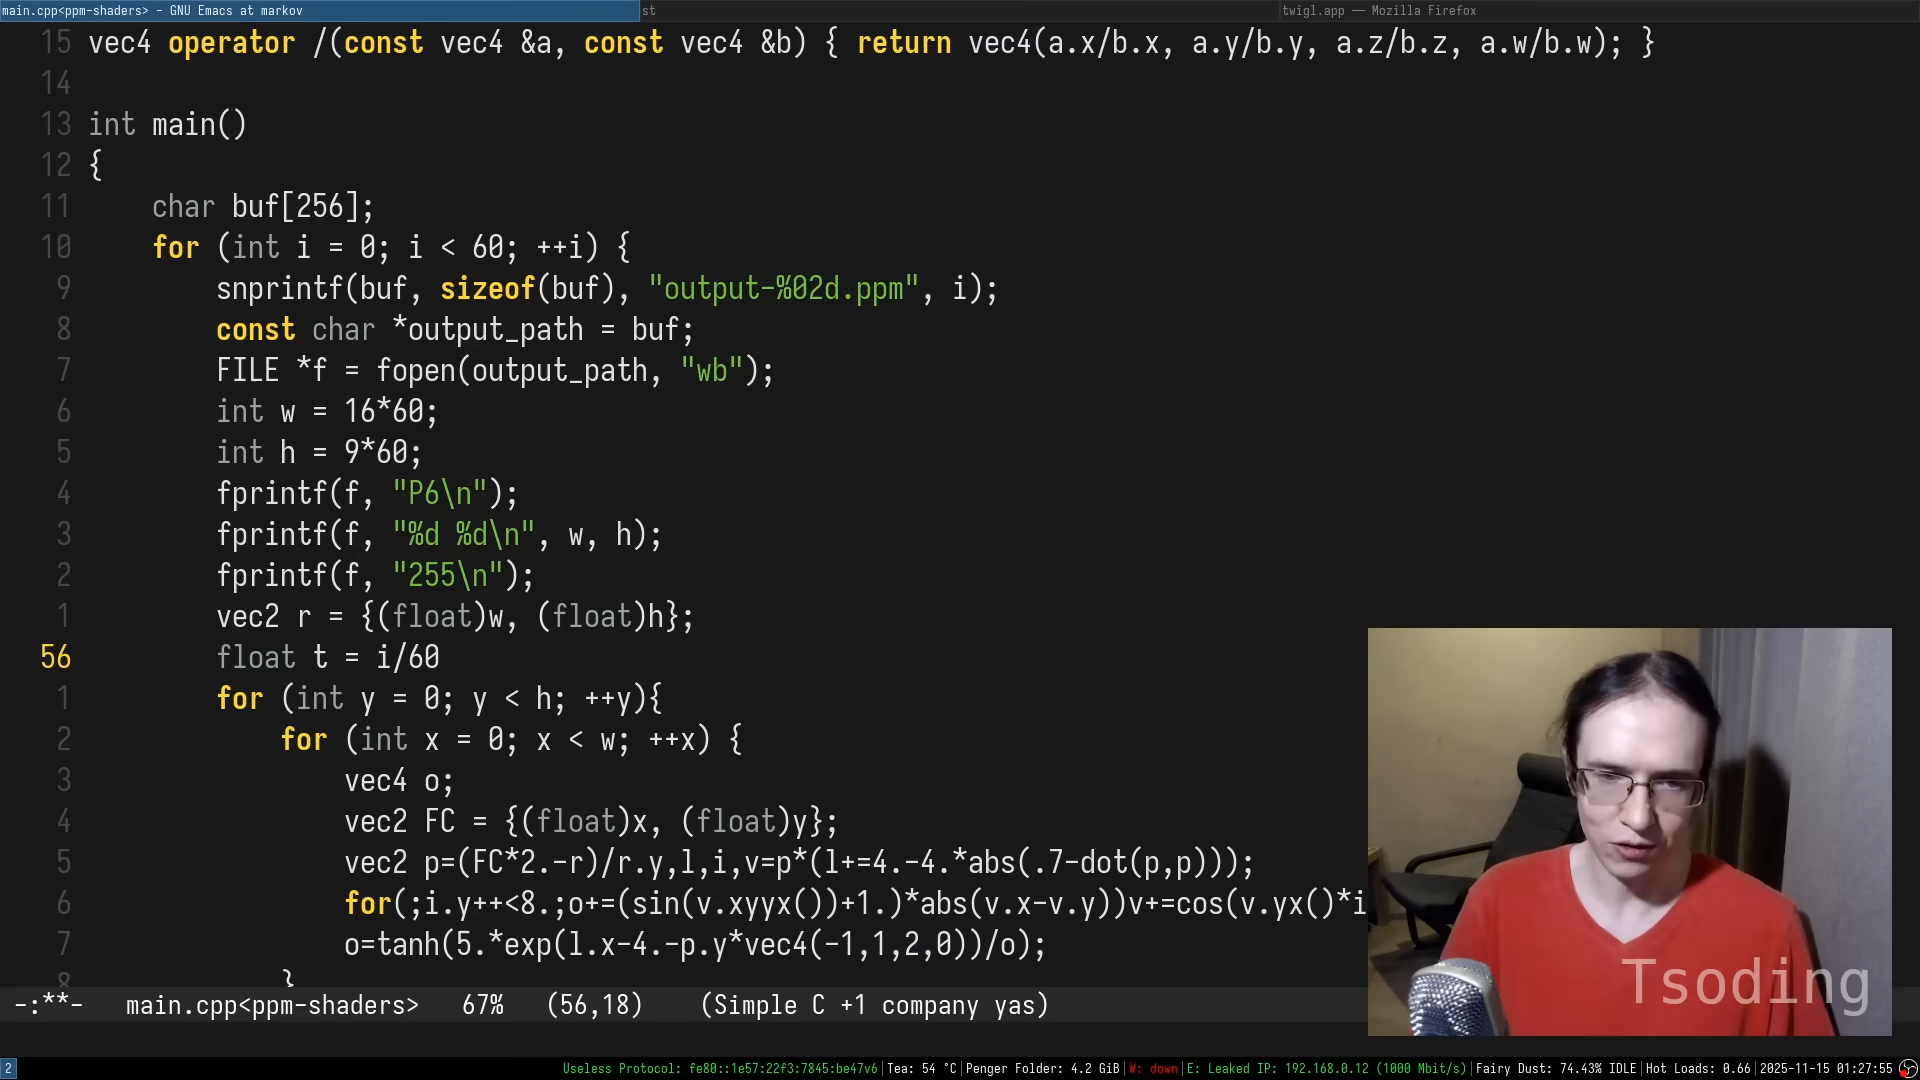 main.cpp<ppm-shaders> - GNU Emacs at markov
st
twigl.app — Mozilla Firefox
15 vec4 operator /(const vec4 &a, const vec4 &b) { return vec4(a.x/b.x, a.y/b.y, a.z/b.z, a.w/b.w); }
14
13 int main()
12 {
11     char buf[256];
10     for (int i = 0; i < 60; ++i) {
9         snprintf(buf, sizeof(buf), "output-%02d.ppm", i);
8         const char *output_path = buf;
7         FILE *f = fopen(output_path, "wb");
6         int w = 16*60;
5         int h = 9*60;
4         fprintf(f, "P6\n");
3         fprintf(f, "%d %d\n", w, h);
2         fprintf(f, "255\n");
1         vec2 r = {(float)w, (float)h};
56         float t = i/60
1         for (int y = 0; y < h; ++y){
2             for (int x = 0; x < w; ++x) {
3                 vec4 o;
4                 vec2 FC = {(float)x, (float)y};
5                 vec2 p=(FC*2.-r)/r.y,l,i,v=p*(l+=4.-4.*abs(.7-dot(p,p)));
6                 for(;i.y++<8.;o+=(sin(v.xyyx())+1.)*abs(v.x-v.y))v+=cos(v.yx()*i
7                 o=tanh(5.*exp(l.x-4.-p.y*vec4(-1,1,2,0))/o);
8             }
Tsoding
-:**-  main.cpp<ppm-shaders>  67%  (56,18)  (Simple C +1 company yas)
2
Useless Protocol: fe80::1e57:22f3:7845:be47v6|Tea: 54 °C|Penger Folder: 4.2 GiB|W: down|E: Leaked IP: 192.168.0.12 (1000 Mbit/s)|Fairy Dust: 74.43% IDLE|Hot Loads: 0.66|2025-11-15 01:27:55